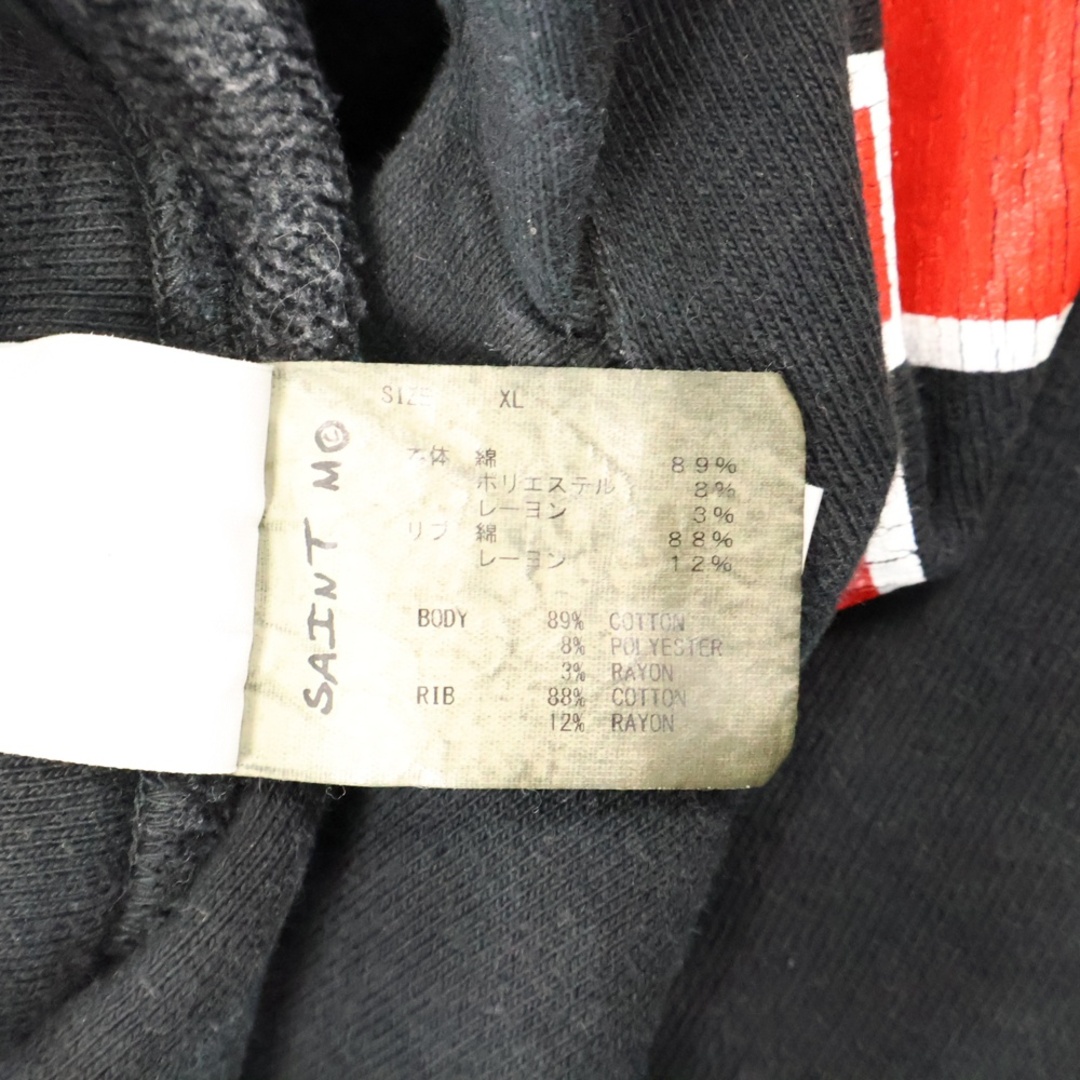 SIZE XL
本体 綿 89%
ポリエステル 8%
レーヨン 3%
リブ 綿 88%
レーヨン 12%
BODY 89% COTTON
8% POLYESTER
3% RAYON
RIB 88% COTTON
12% RAYON
SAINT M©